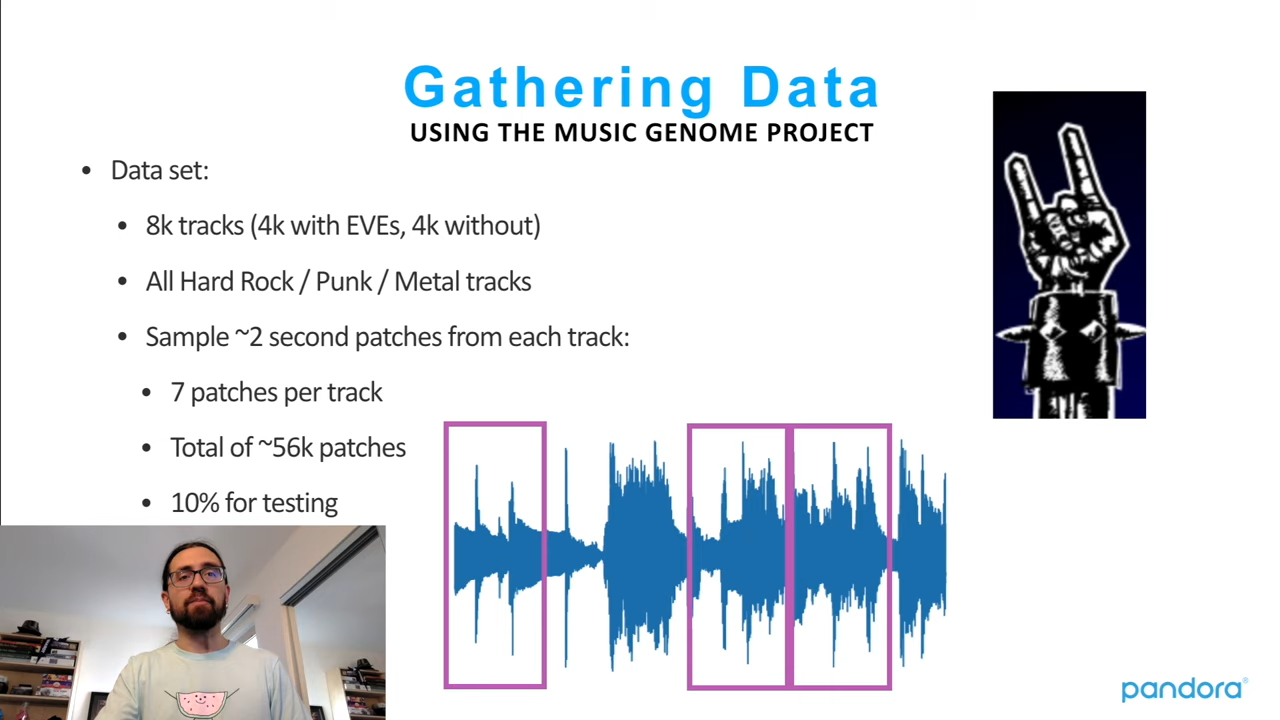 Gathering Data
USING THE MUSIC GENOME PROJECT
• Data set:
• 8k tracks (4k with EVEs, 4k without)
• All Hard Rock / Punk / Metal tracks
• Sample ~2 second patches from each track:
• 7 patches per track
• Total of ~56k patches
• 10% for testing
pandora®